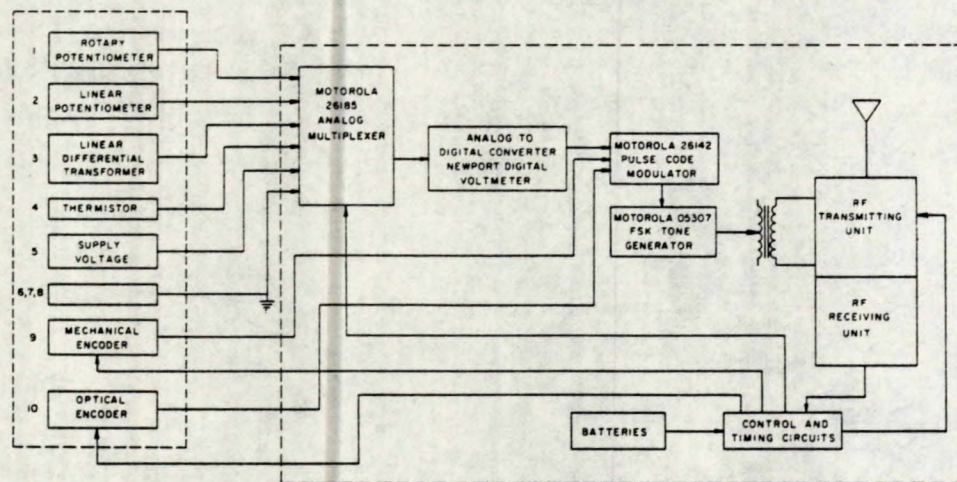 1
ROTARY
POTENTIOMETER
2
LINEAR
POTENTIOMETER
3
LINEAR
DIFFERENTIAL
TRANSFORMER
4
THERMISTOR
5
SUPPLY
VOLTAGE
6,7,8
9
MECHANICAL
ENCODER
10
OPTICAL
ENCODER
MOTOROLA
26185
ANALOG
MULTIPLEXER
ANALOG TO
DIGITAL CONVERTER
NEWPORT DIGITAL
VOLTMETER
MOTOROLA 26142
PULSE CODE
MODULATOR
MOTOROLA 05307
FSK TONE
GENERATOR
RF
TRANSMITTING
UNIT
RF
RECEIVING
UNIT
BATTERIES
CONTROL AND
TIMING CIRCUITS